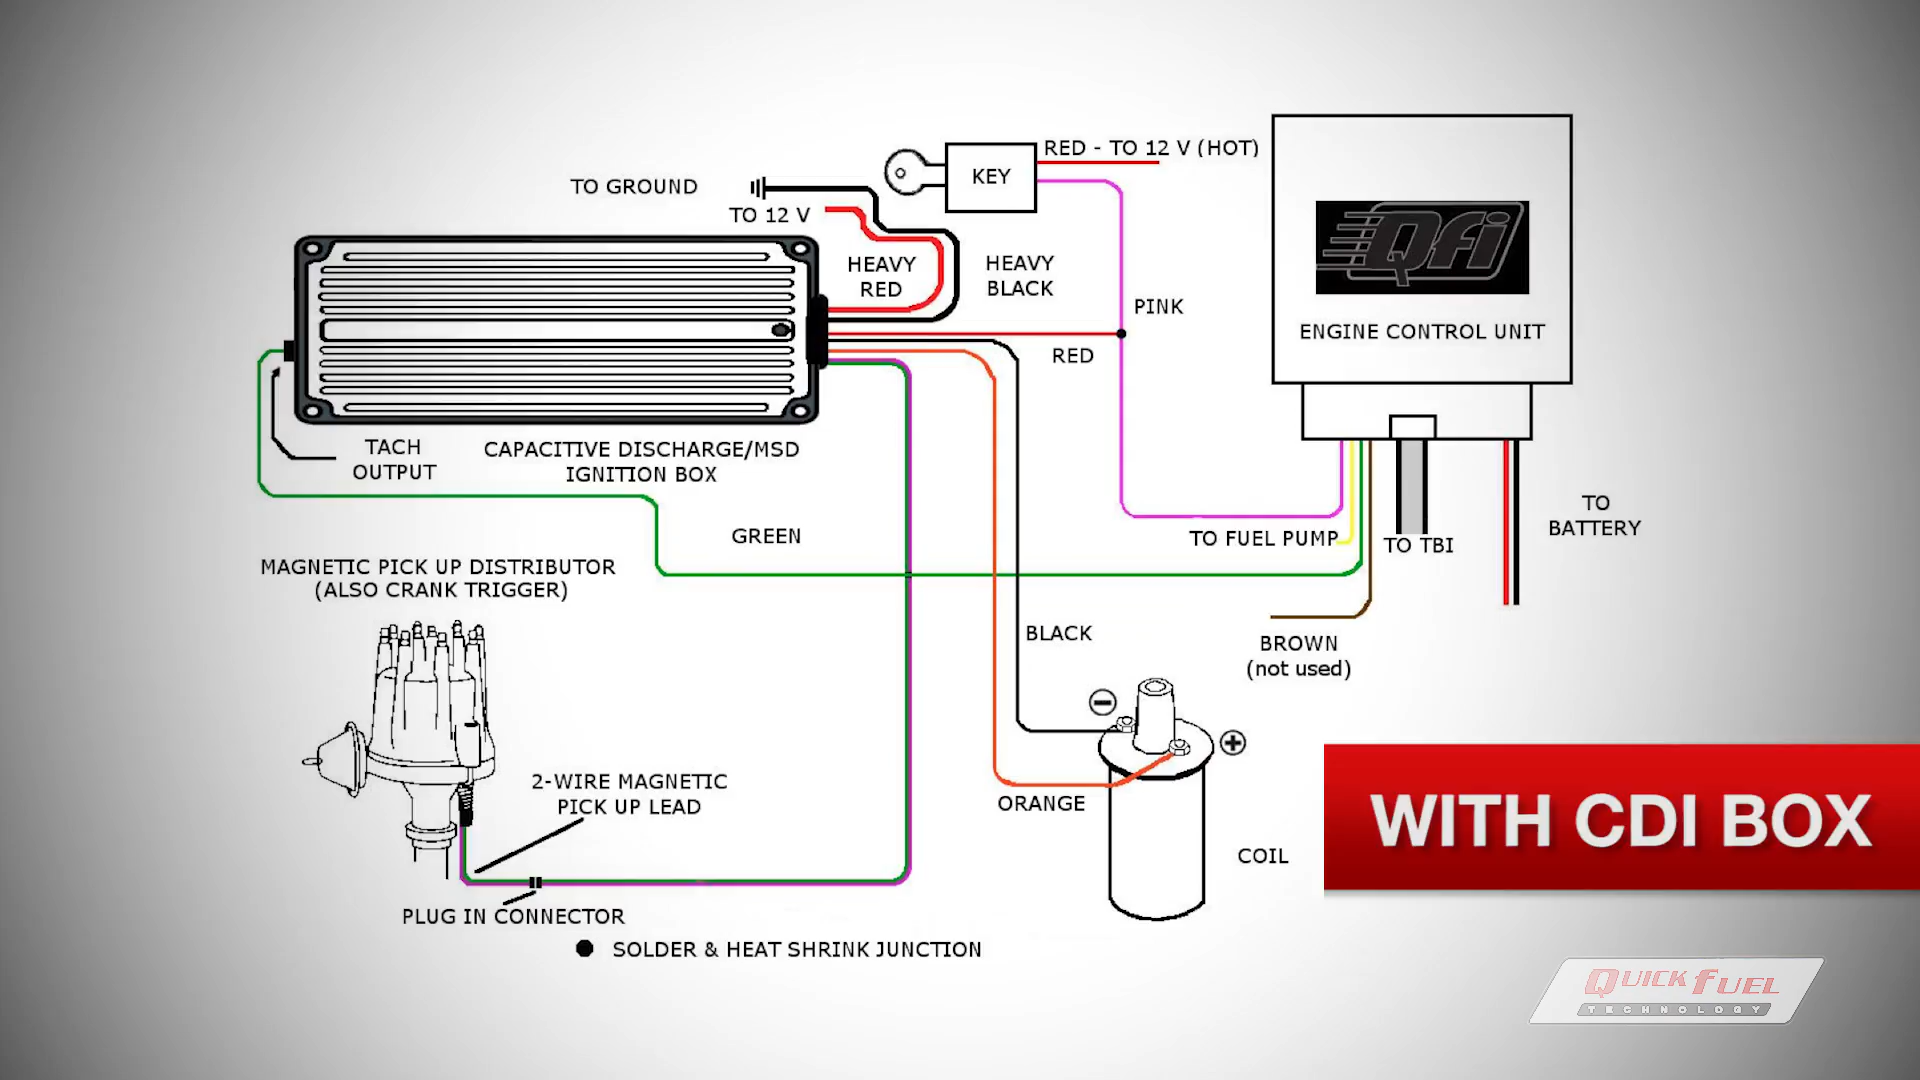 RED - TO 12 V (HOT)
KEY
TO GROUND
TO 12 V
HEAVY
RED
HEAVY
BLACK
PINK
RED
QFi
ENGINE CONTROL UNIT
TACH
OUTPUT
CAPACITIVE DISCHARGE/MSD
IGNITION BOX
GREEN
TO FUEL PUMP
TO TBI
TO
BATTERY
MAGNETIC PICK UP DISTRIBUTOR
(ALSO CRANK TRIGGER)
BLACK
BROWN
(not used)
2-WIRE MAGNETIC
PICK UP LEAD
ORANGE
COIL
WITH CDI BOX
PLUG IN CONNECTOR
SOLDER & HEAT SHRINK JUNCTION
QUICK FUEL
TECHNOLOGY